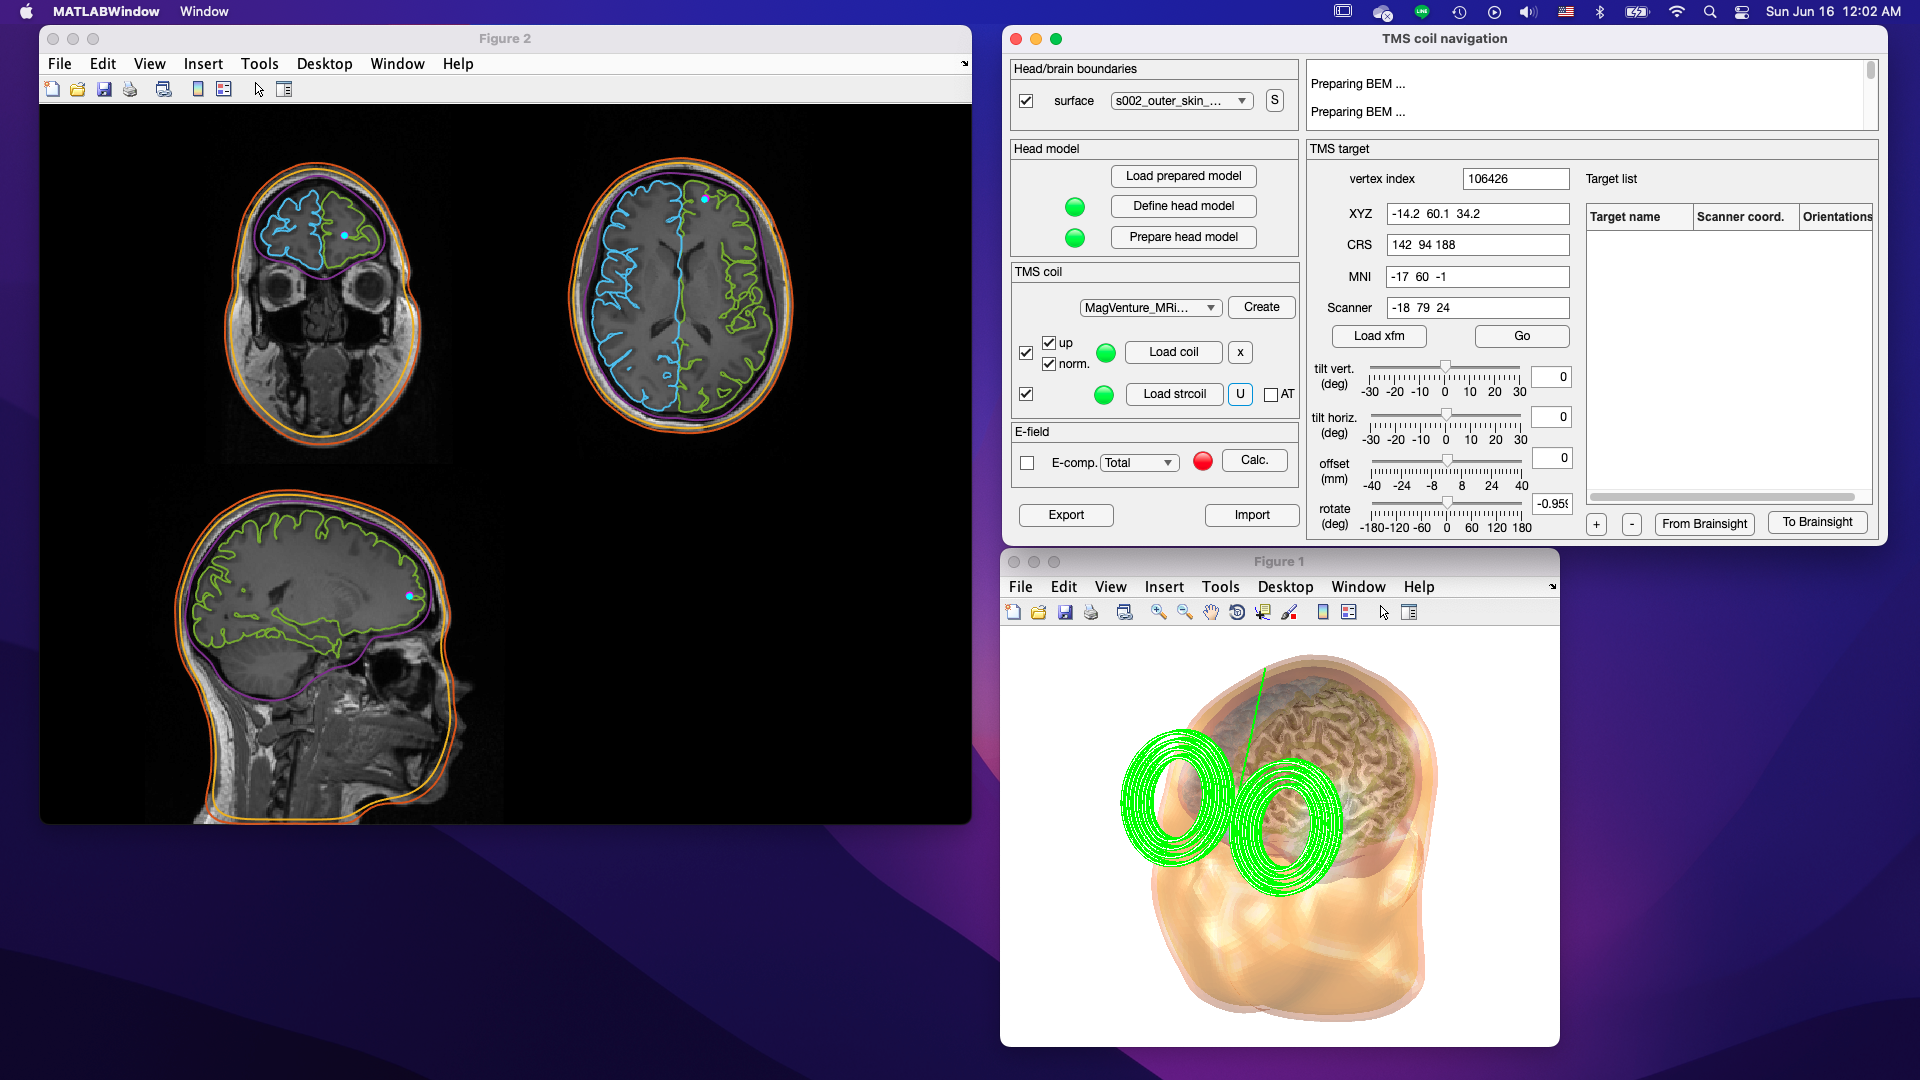 MATLABWindow Window
Sun Jun 16 12:02 AM
Figure 2
File Edit View Insert Tools Desktop Window Help
TMS coil navigation
Head/brain boundaries
surface s002_outer_skin_... S
Preparing BEM ...
Preparing BEM ...
Head model
Load prepared model
Define head model
Prepare head model
TMS coil
MagVenture_MRi... Create
up
norm.
Load coil x
Load strcoil U AT
E-field
E-comp. Total Calc.
Export Import
TMS target
vertex index 106426
XYZ -14.2 60.1 34.2
CRS 142 94 188
MNI -17 60 -1
Scanner -18 79 24
Load xfm Go
tilt vert.
(deg)
0
-30 -20 -10 0 10 20 30
tilt horiz.
(deg)
0
-30 -20 -10 0 10 20 30
offset
(mm)
0
-40 -24 -8 8 24 40
rotate
(deg)
-0.959
-180-120 -60 0 60 120 180
Target list
Target name Scanner coord. Orientations
+ - From Brainsight To Brainsight
Figure 1
File Edit View Insert Tools Desktop Window Help